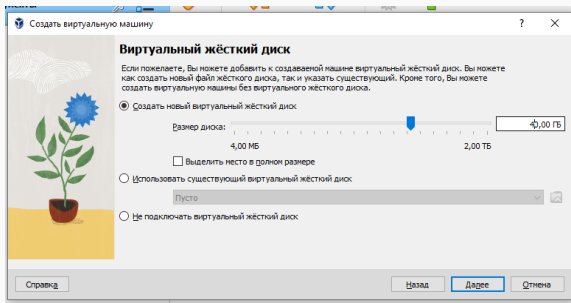 Создать виртуальную машину
Виртуальный жёсткий диск
Если пожелаете, Вы можете добавить к создаваемой машине виртуальный жёсткий диск. Вы можете
как создать новый файл жёсткого диска, так и указать существующий. Кроме того, Вы можете
создать виртуальную машины без виртуального жёсткого диска.
Создать новый виртуальный жёсткий диск
Размер диска:
40,00 ГБ
4,00 МБ 2,00 ТБ
Выделить место в полном размере
Использовать существующий виртуальный жёсткий диск
Пусто
Не подключать виртуальный жёсткий диск
Справка Назад Далее Отмена